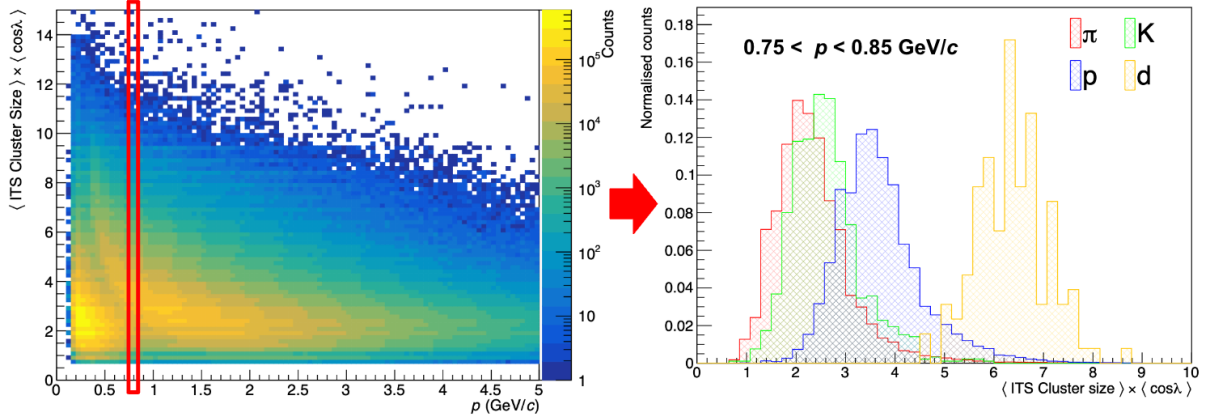 ⟨ ITS Cluster Size ⟩ × ⟨ cosλ ⟩
14
12
10
8
6
4
2
0
0 0.5 1 1.5 2 2.5 3 3.5 4 4.5 5
p (GeV/c)
Counts
10⁵
10⁴
10³
10²
10
1
Normalised counts
0.18
0.16
0.14
0.12
0.1
0.08
0.06
0.04
0.02
0
0.75 < p < 0.85 GeV/c
π K
p d
0 1 2 3 4 5 6 7 8 9 10
⟨ ITS Cluster size ⟩ × ⟨ cosλ ⟩